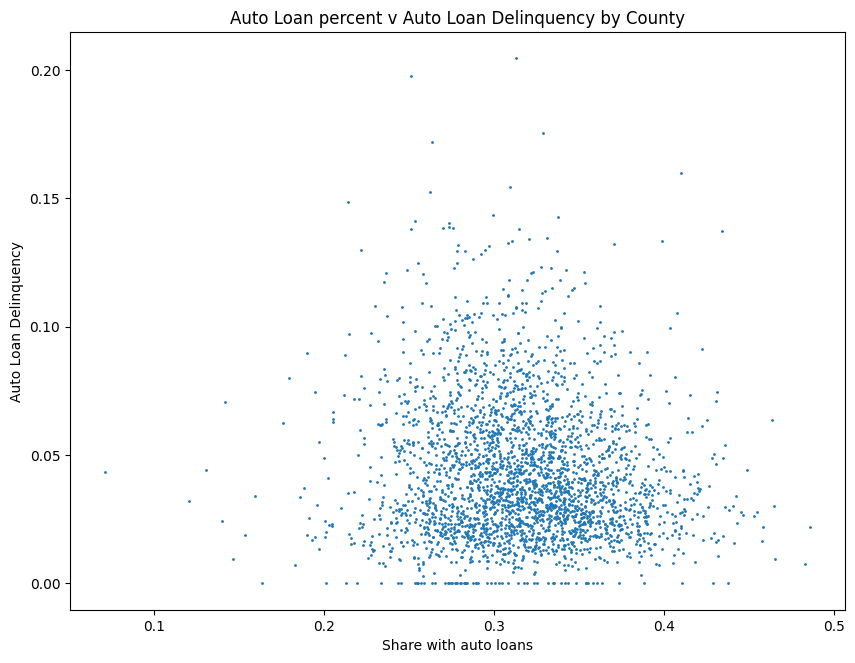 Auto Loan percent v Auto Loan Delinquency by County
0.20
0.15
0.10
0.05
0.00
Auto Loan Delinquency
0.1 0.2 0.3 0.4 0.5
Share with auto loans